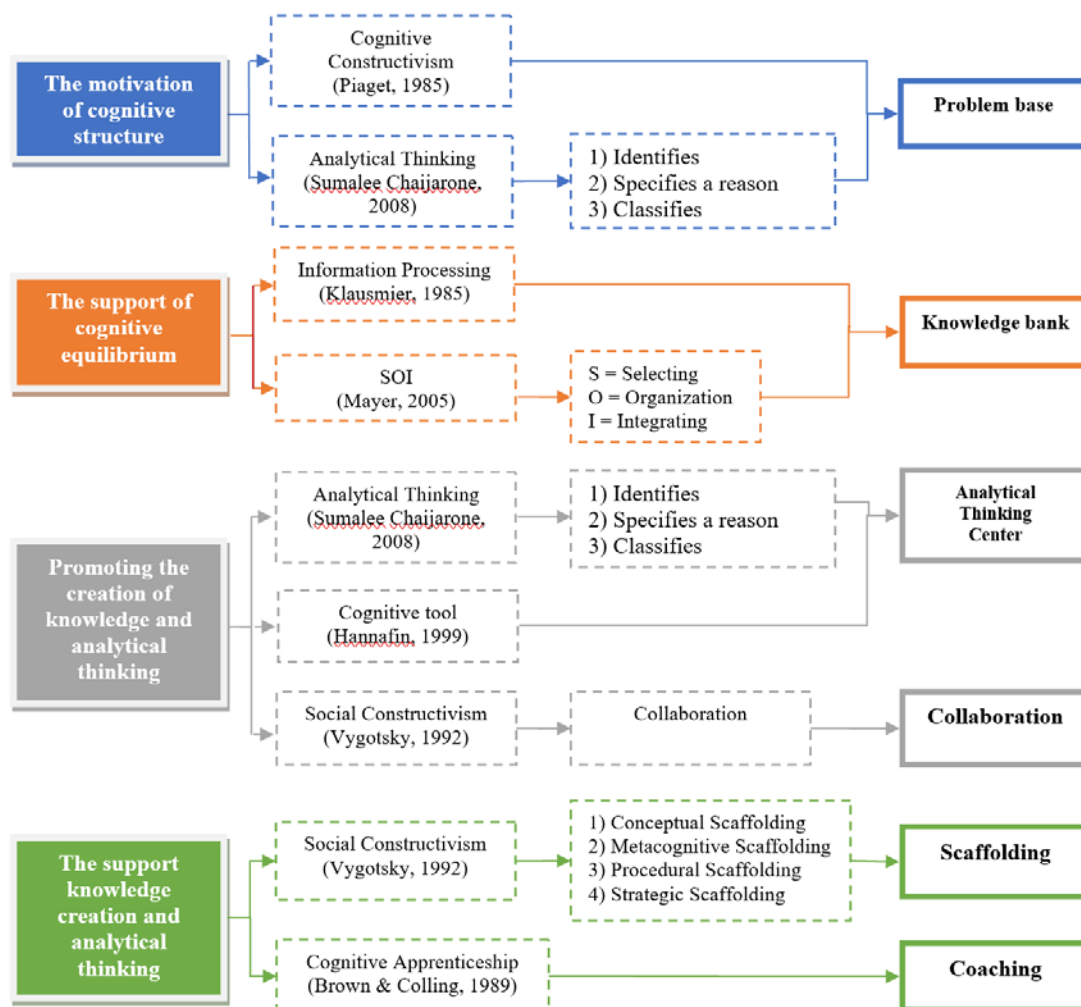 The motivation
of cognitive
structure
Cognitive
Constructivism
(Piaget, 1985)
Analytical Thinking
(Sumalee Chaijarone,
2008)
1) Identifies
2) Specifies a reason
3) Classifies
Problem base
The support of
cognitive
equilibrium
Information Processing
(Klausmier, 1985)
SOI
(Mayer, 2005)
S = Selecting
O = Organization
I = Integrating
Knowledge bank
Promoting the
creation of
knowledge and
analytical
thinking
Analytical Thinking
(Sumalee Chaijarone,
2008)
1) Identifies
2) Specifies a reason
3) Classifies
Analytical
Thinking
Center
Cognitive tool
(Hannafin, 1999)
Social Constructivism
(Vygotsky, 1992)
Collaboration
Collaboration
The support
knowledge
creation and
analytical
thinking
Social Constructivism
(Vygotsky, 1992)
1) Conceptual Scaffolding
2) Metacognitive Scaffolding
3) Procedural Scaffolding
4) Strategic Scaffolding
Scaffolding
Cognitive Apprenticeship
(Brown & Colling, 1989)
Coaching